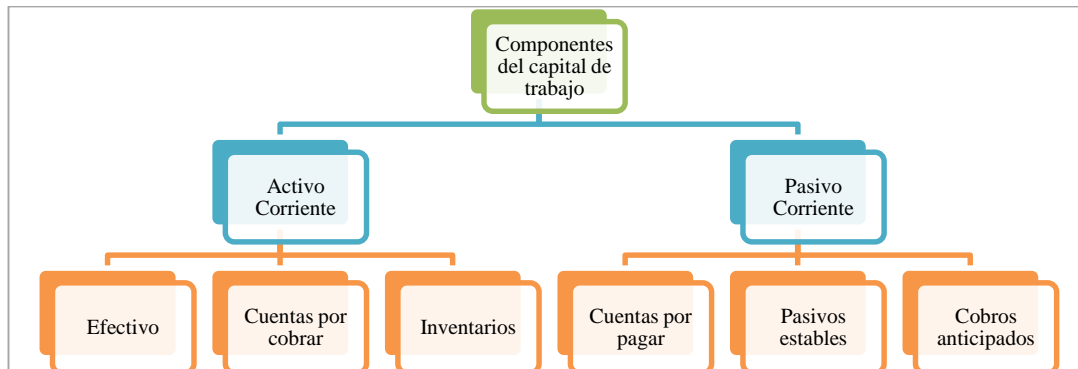 Componentes
del capital de
trabajo
Activo
Corriente
Pasivo
Corriente
Efectivo
Cuentas por
cobrar
Inventarios
Cuentas por
pagar
Pasivos
estables
Cobros
anticipados